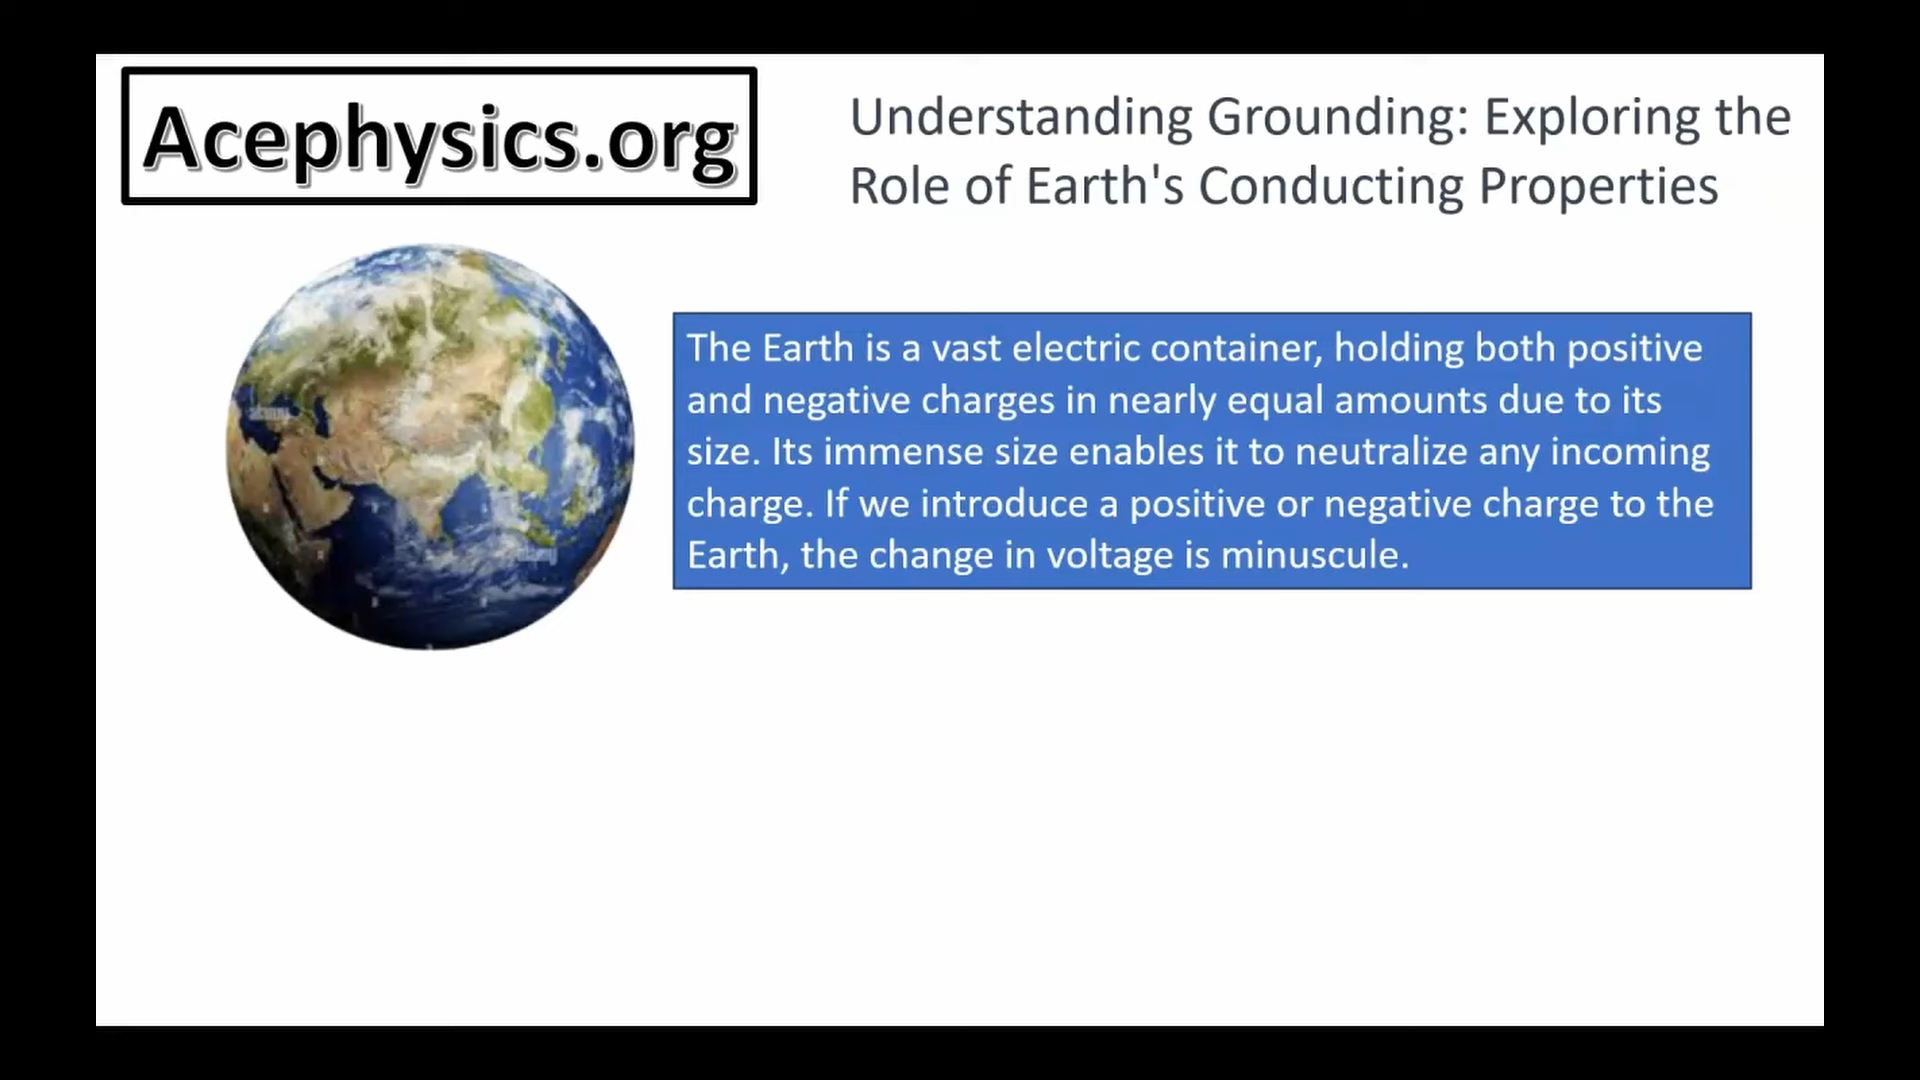 Acephysics.org
Understanding Grounding: Exploring the
Role of Earth's Conducting Properties
The Earth is a vast electric container, holding both positive
and negative charges in nearly equal amounts due to its
size. Its immense size enables it to neutralize any incoming
charge. If we introduce a positive or negative charge to the
Earth, the change in voltage is minuscule.